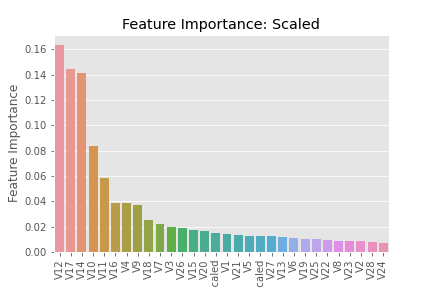 Feature Importance: Scaled
Feature Importance
0.16
0.14
0.12
0.10
0.08
0.06
0.04
0.02
0.00
V12
V17
V14
V10
V11
V16
V4
V9
V18
V7
V3
V26
V15
V20
caled
V1
V21
V5
caled
V27
V13
V6
V19
V25
V22
V8
V23
V2
V28
V24